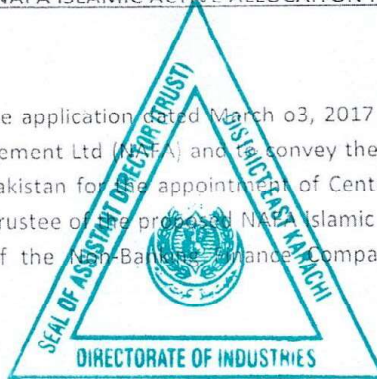 NAFA ISLAMIC ACTIVE ALLOCATION
e application dated March o3, 2017
ement Ltd (NAFA) and to convey the
akistan for the appointment of Cent
rustee of the proposed NAFA Islamic
f the Non-Banking Finance Compa
SEAL OF ASSISTANT DIRECTOR (TRUST)
DISTRICT EAST KARACHI
DIRECTORATE OF INDUSTRIES